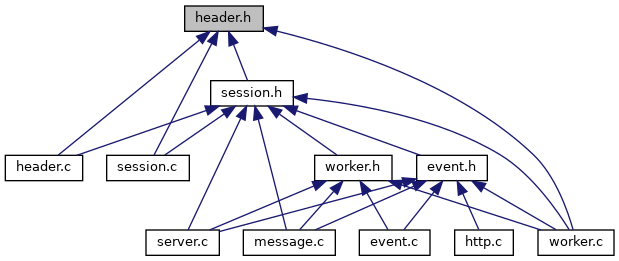 header.h
session.h
header.c
session.c
worker.h
event.h
server.c
message.c
event.c
http.c
worker.c